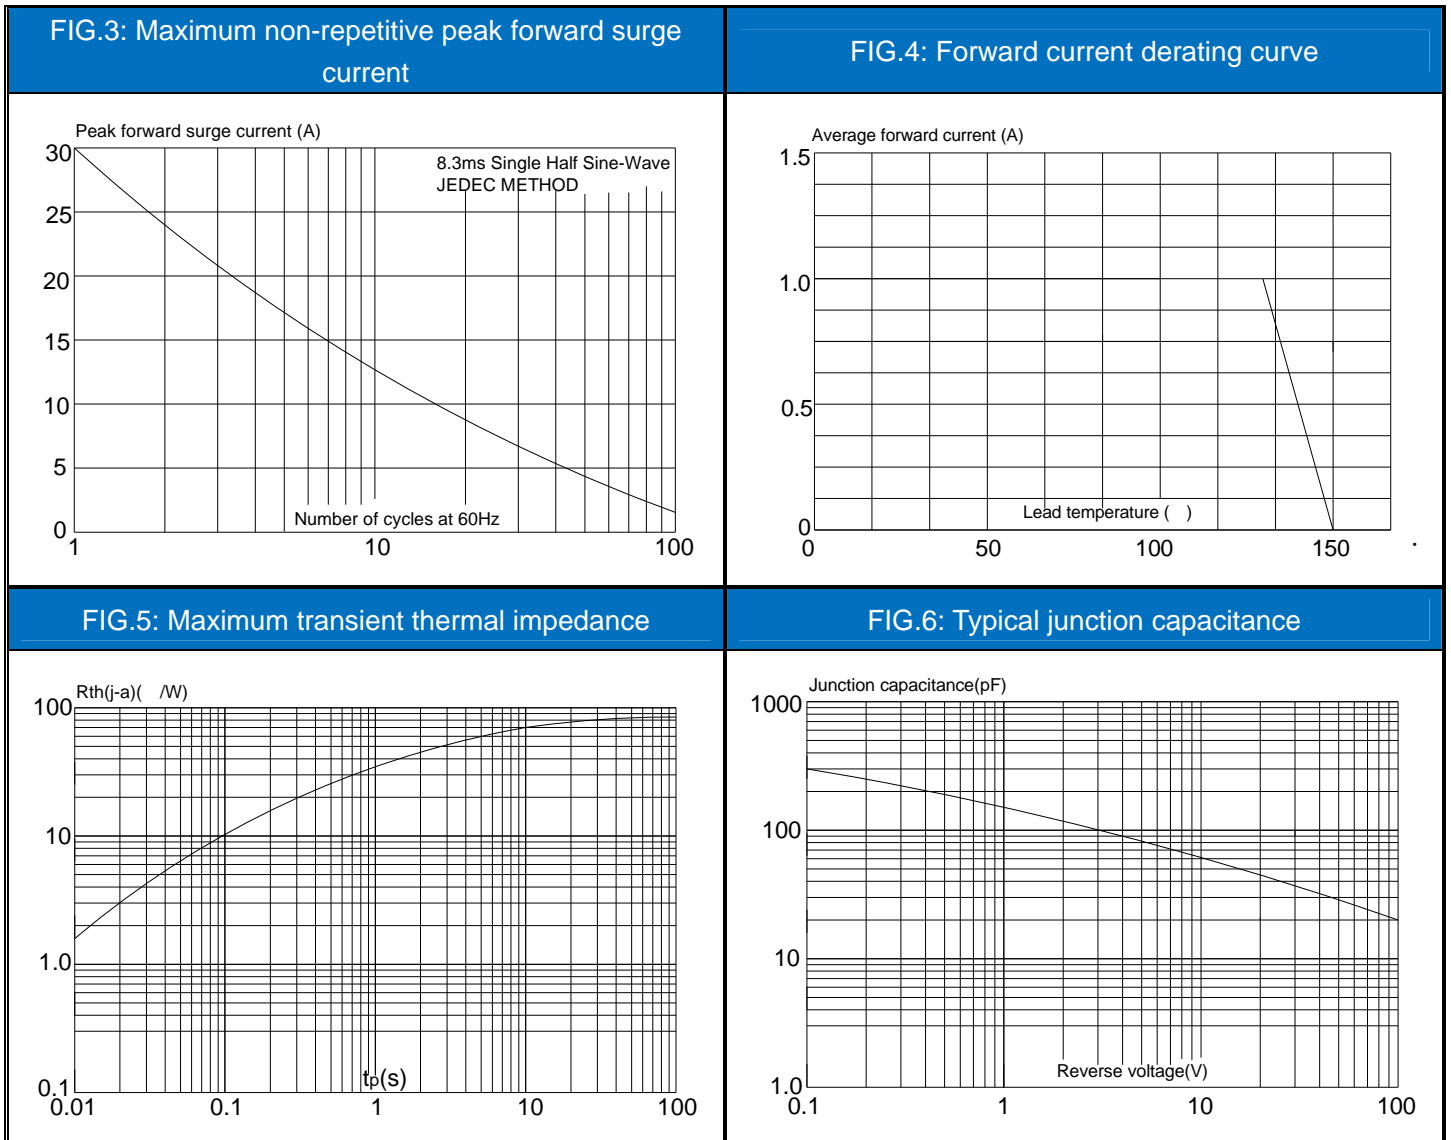 FIG.3: Maximum non-repetitive peak forward surge
current
FIG.4: Forward current derating curve
Peak forward surge current (A)
8.3ms Single Half Sine-Wave
JEDEC METHOD
30
25
20
15
10
5
0
Number of cycles at 60Hz
1
10
100
Average forward current (A)
1.5
1.0
0.5
0
Lead temperature ( )
0
50
100
150
FIG.5: Maximum transient thermal impedance
FIG.6: Typical junction capacitance
Rth(j-a)( /W)
100
10
1.0
0.1
tp(s)
0.01
0.1
1
10
100
Junction capacitance(pF)
1000
100
10
1.0
Reverse voltage(V)
0.1
1
10
100